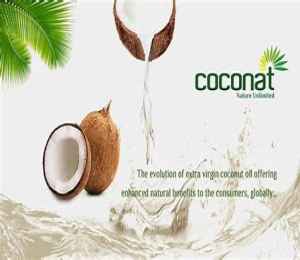 coconat
Nature Unlimited
The evolution of extra virgin coconut oil offering
enhanced natural benefits to the consumers, globally...